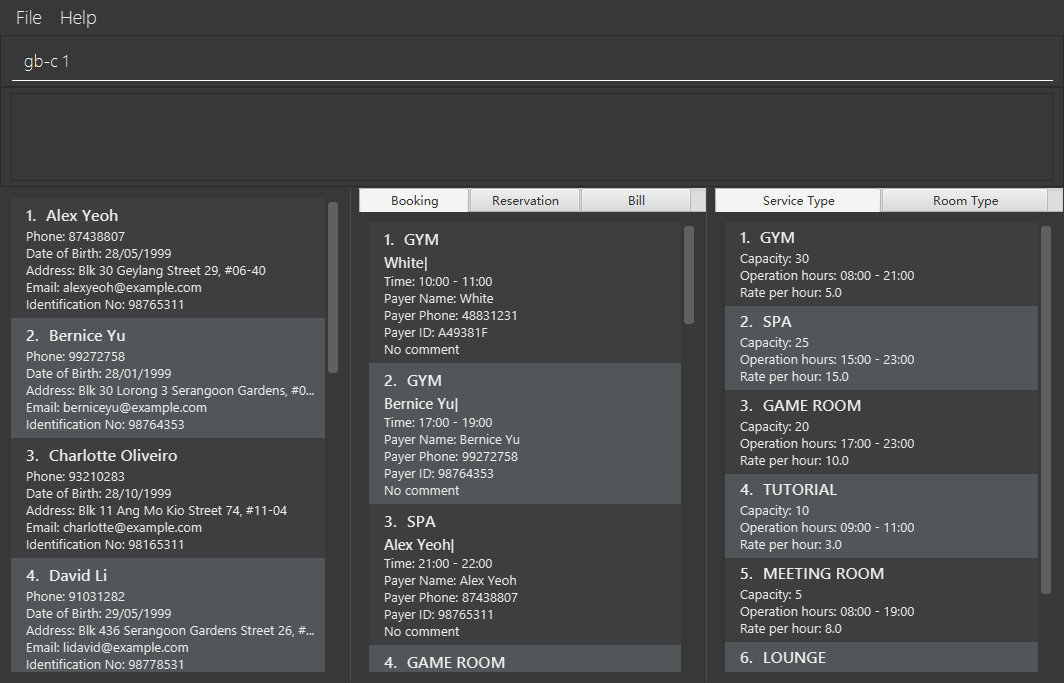 File Help
gb-c 1
1. Alex Yeoh
Phone: 87438807
Date of Birth: 28/05/1999
Address: Blk 30 Geylang Street 29, #06-40
Email: alexyeoh@example.com
Identification No: 98765311
2. Bernice Yu
Phone: 99272758
Date of Birth: 28/01/1999
Address: Blk 30 Lorong 3 Serangoon Gardens, #0...
Email: berniceyu@example.com
Identification No: 98764353
3. Charlotte Oliveiro
Phone: 93210283
Date of Birth: 28/10/1999
Address: Blk 11 Ang Mo Kio Street 74, #11-04
Email: charlotte@example.com
Identification No: 98165311
4. David Li
Phone: 91031282
Date of Birth: 29/05/1999
Address: Blk 436 Serangoon Gardens Street 26, #...
Email: lidavid@example.com
Identification No: 98778531
Booking Reservation Bill
1. GYM
White|
Time: 10:00 - 11:00
Payer Name: White
Payer Phone: 48831231
Payer ID: A49381F
No comment
2. GYM
Bernice Yu|
Time: 17:00 - 19:00
Payer Name: Bernice Yu
Payer Phone: 99272758
Payer ID: 98764353
No comment
3. SPA
Alex Yeoh|
Time: 21:00 - 22:00
Payer Name: Alex Yeoh
Payer Phone: 87438807
Payer ID: 98765311
No comment
4. GAME ROOM
Service Type Room Type
1. GYM
Capacity: 30
Operation hours: 08:00 - 21:00
Rate per hour: 5.0
2. SPA
Capacity: 25
Operation hours: 15:00 - 23:00
Rate per hour: 15.0
3. GAME ROOM
Capacity: 20
Operation hours: 17:00 - 23:00
Rate per hour: 10.0
4. TUTORIAL
Capacity: 10
Operation hours: 09:00 - 11:00
Rate per hour: 3.0
5. MEETING ROOM
Capacity: 5
Operation hours: 08:00 - 19:00
Rate per hour: 8.0
6. LOUNGE